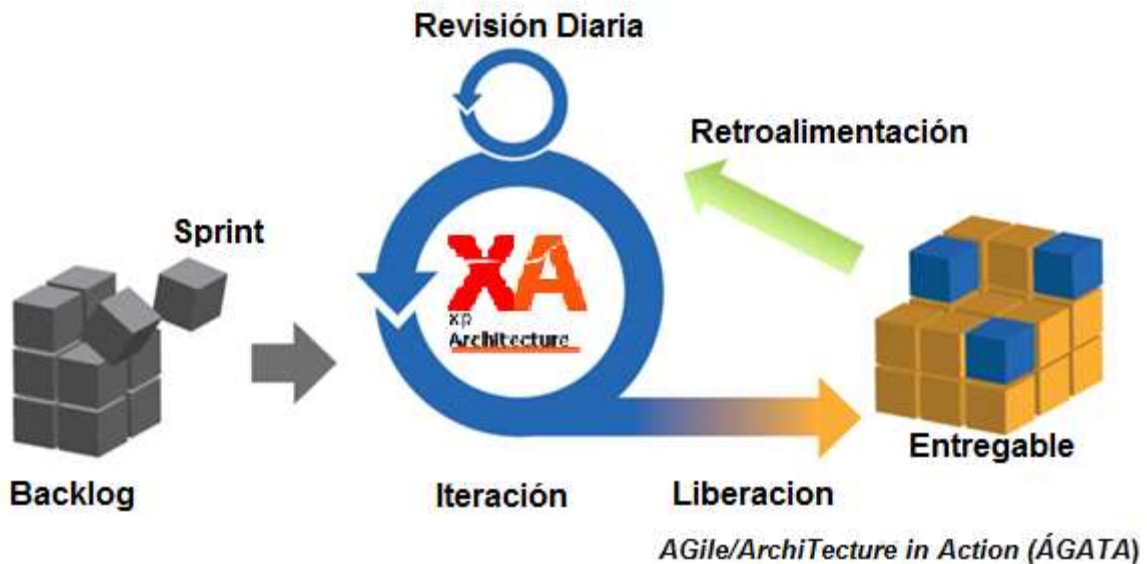 Revisión Diaria
Retroalimentación
Sprint
XA
xp
Architecture
Entregable
Backlog
Iteración
Liberacion
AGile/ArchiTecture in Action (ÁGATA)